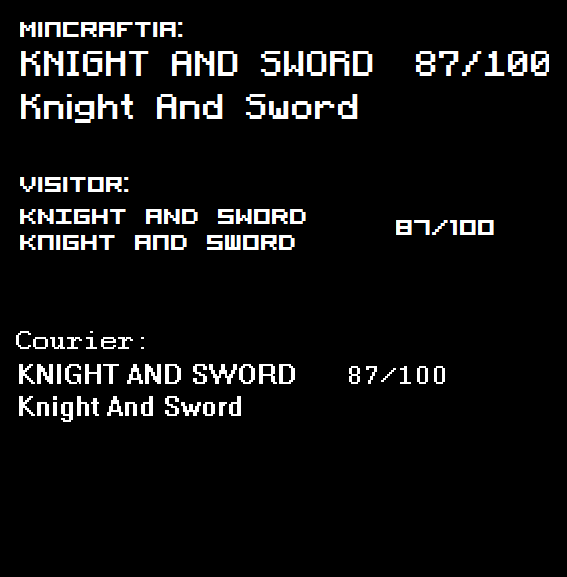 MINCRAFTIA:
KNIGHT AND SWORD 87/100
Knight And Sword
VISITOR:
KNIGHT AND SWORD 87/100
KNIGHT AND SWORD
Courier:
KNIGHT AND SWORD 87/100
Knight And Sword